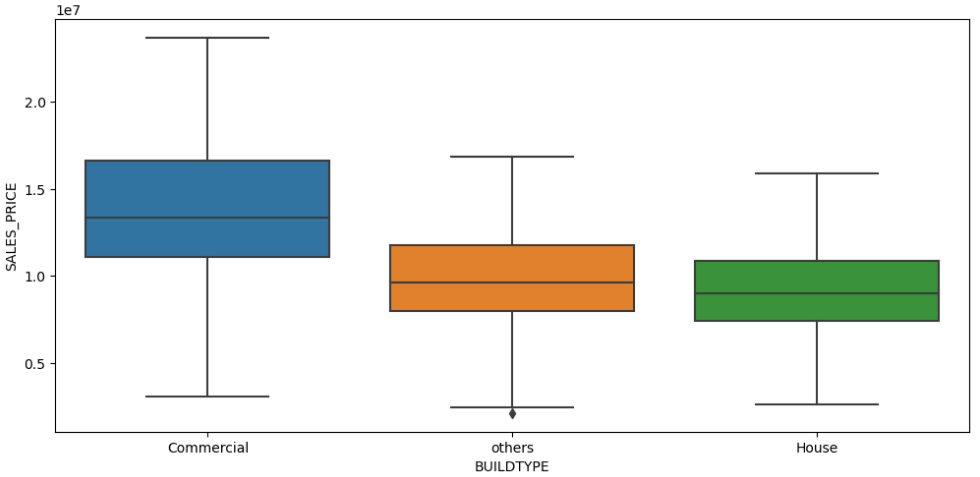 1e7
2.0
1.5
1.0
0.5
SALES_PRICE
Commercial others House
BUILDTYPE